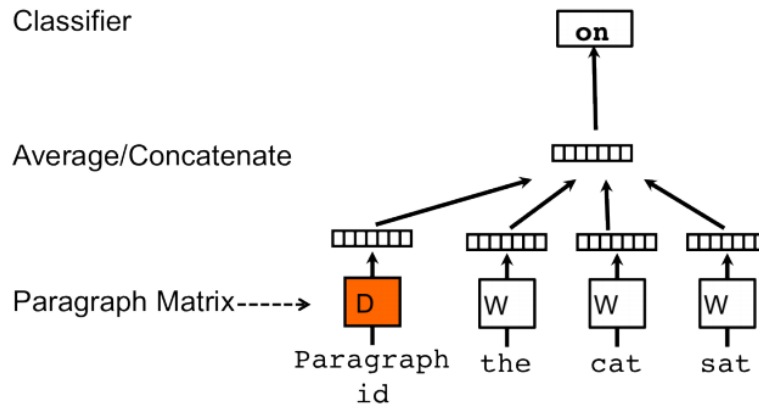 Classifier
on
Average/Concatenate
Paragraph Matrix
D
W
W
W
Paragraph
id
the
cat
sat